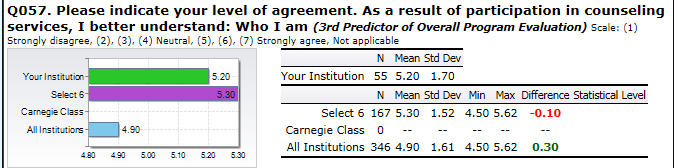 Q057. Please indicate your level of agreement. As a result of participation in counseling
services, I better understand: Who I am (3rd Predictor of Overall Program Evaluation) Scale: (1)
Strongly disagree, (2), (3), (4) Neutral, (5), (6), (7) Strongly agree, Not applicable
Your Institution 5.20
Select 6 5.30
Carnegie Class
All Institutions 4.90
4.80 4.90 5.00 5.10 5.20 5.30
N Mean Std Dev
Your Institution 55 5.20 1.70
N Mean Std Dev Min Max Difference Statistical Level
Select 6 167 5.30 1.52 4.50 5.62 -0.10
Carnegie Class 0 -- -- -- -- --
All Institutions 346 4.90 1.61 4.50 5.62 0.30